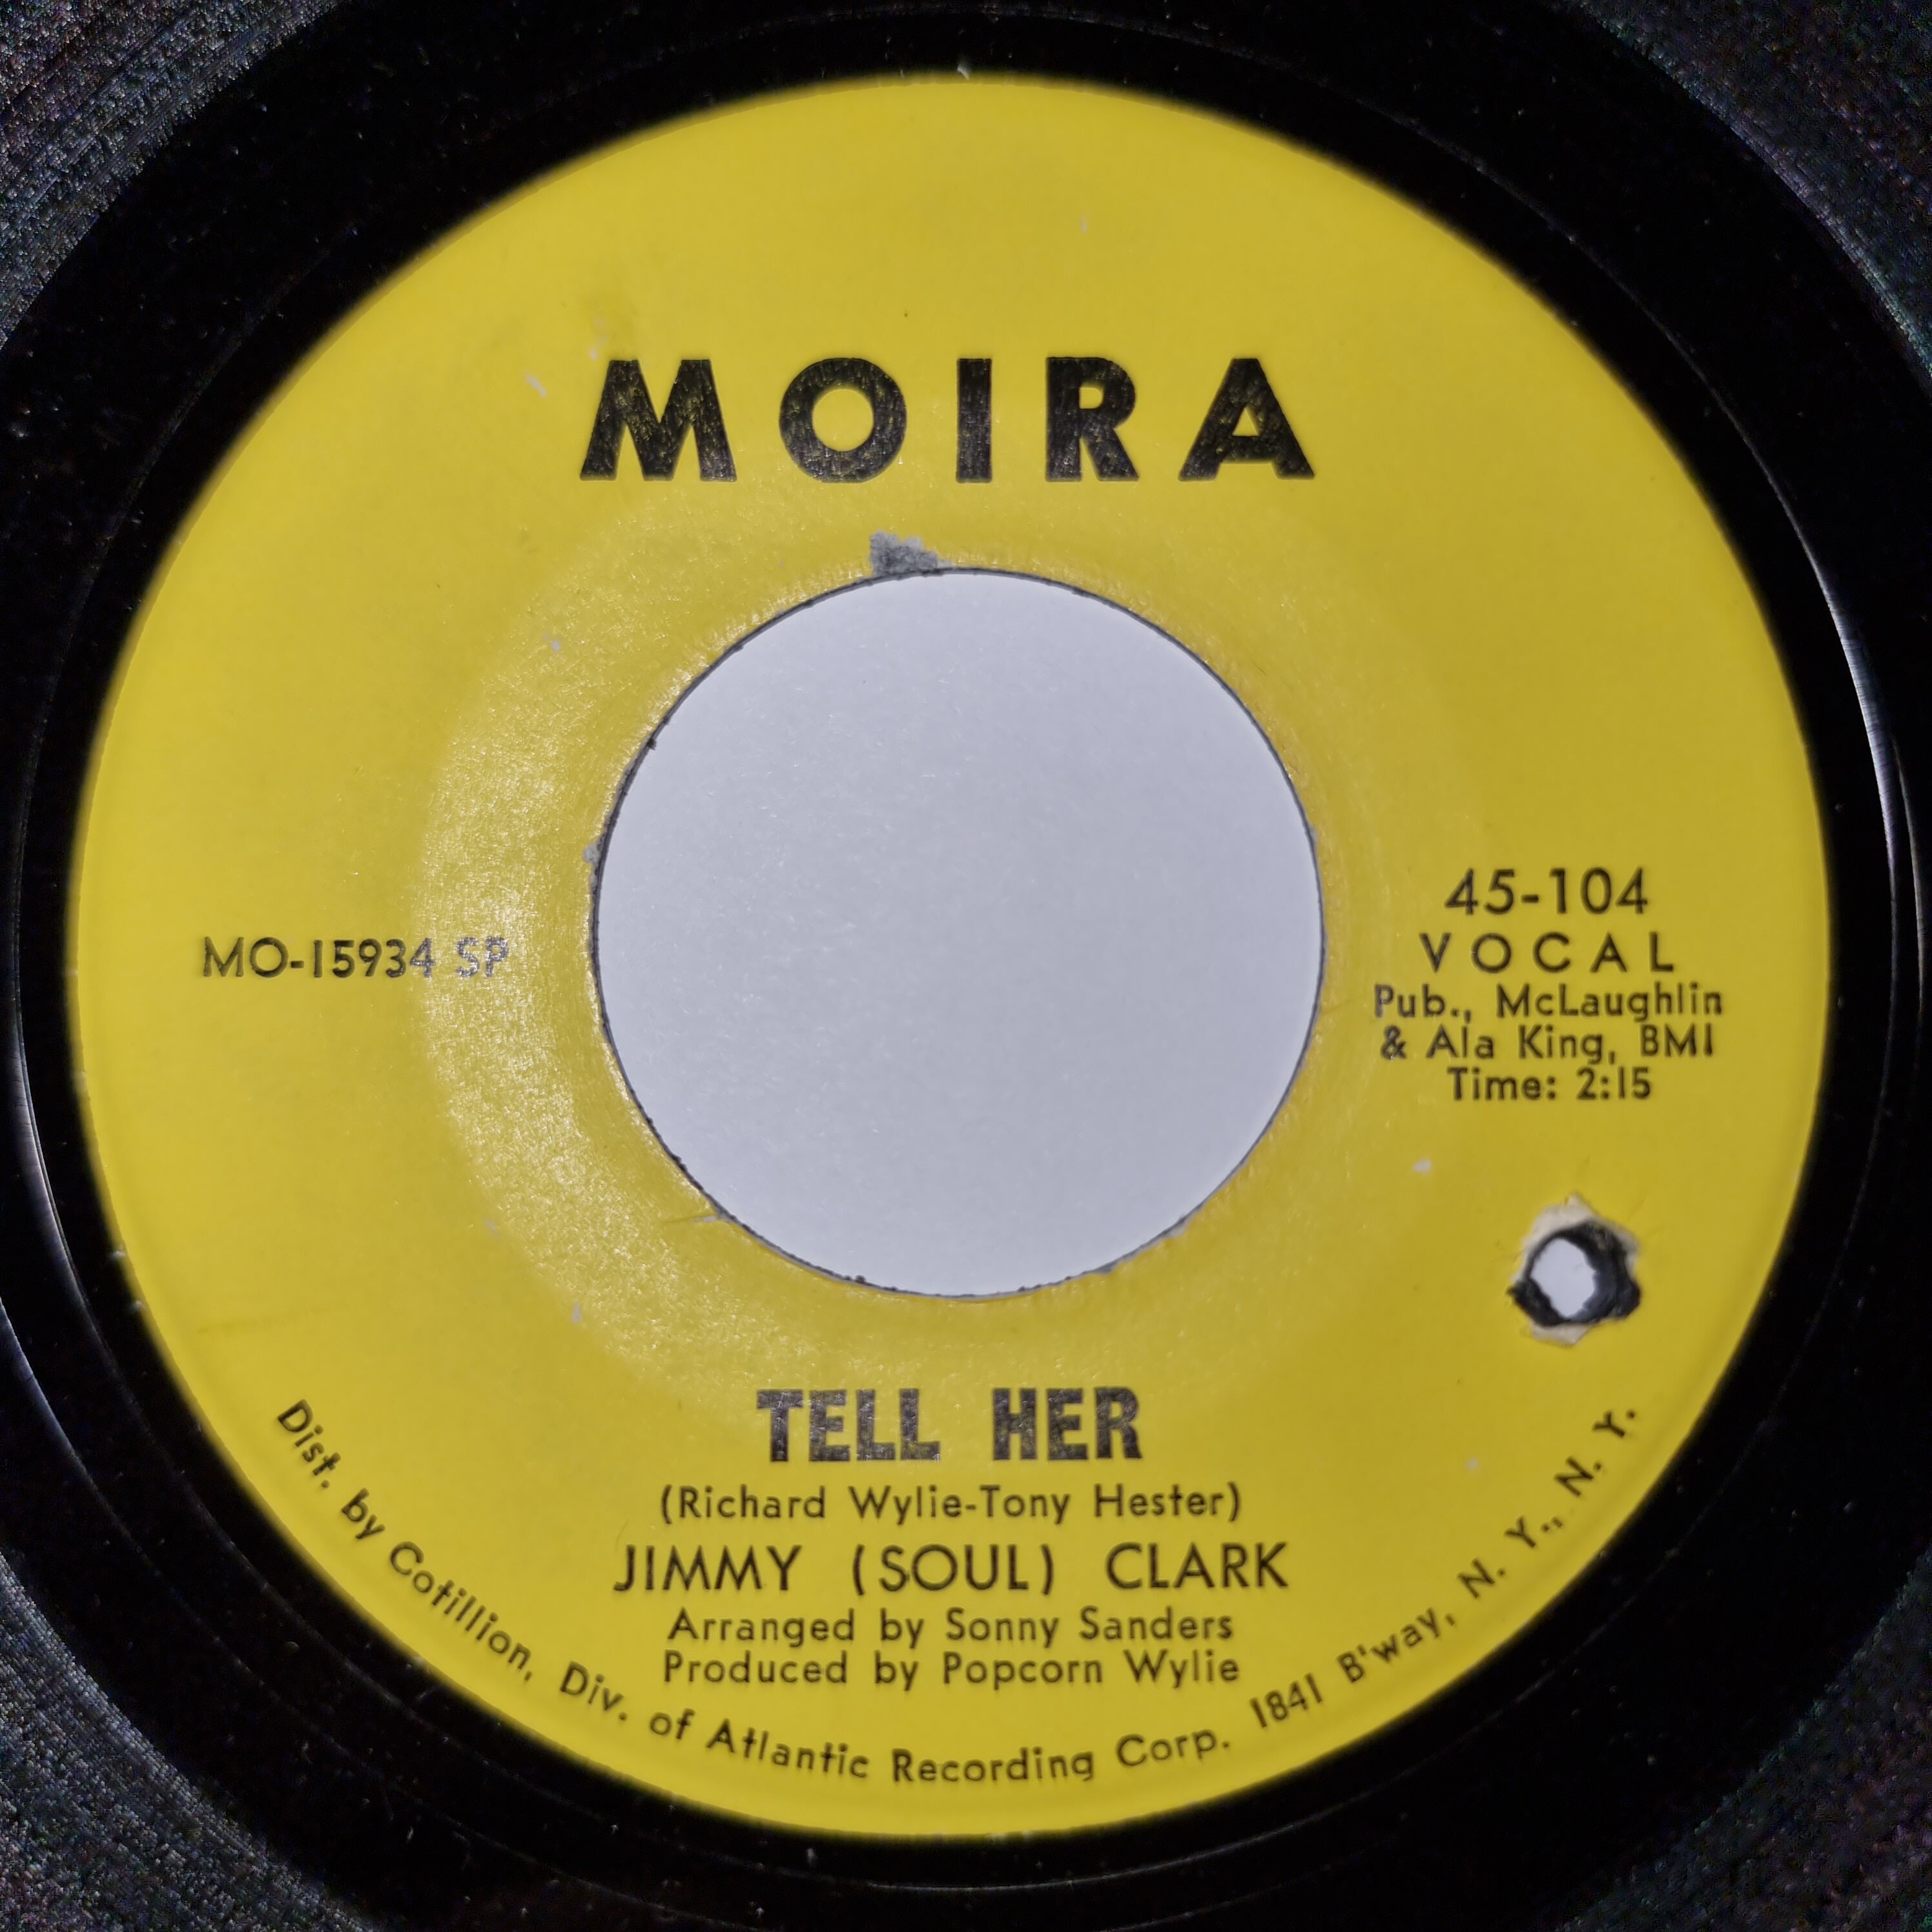 MOIRA
MO-15934 SP
45-104
VOCAL
Pub., McLaughlin
& Ala King, BMI
Time: 2:15
TELL HER
(Richard Wylie-Tony Hester)
JIMMY (SOUL) CLARK
Arranged by Sonny Sanders
Produced by Popcorn Wylie
Dist. by Cotillion, Div. of Atlantic Recording Corp. 1841 B'way, N. Y., N. Y.